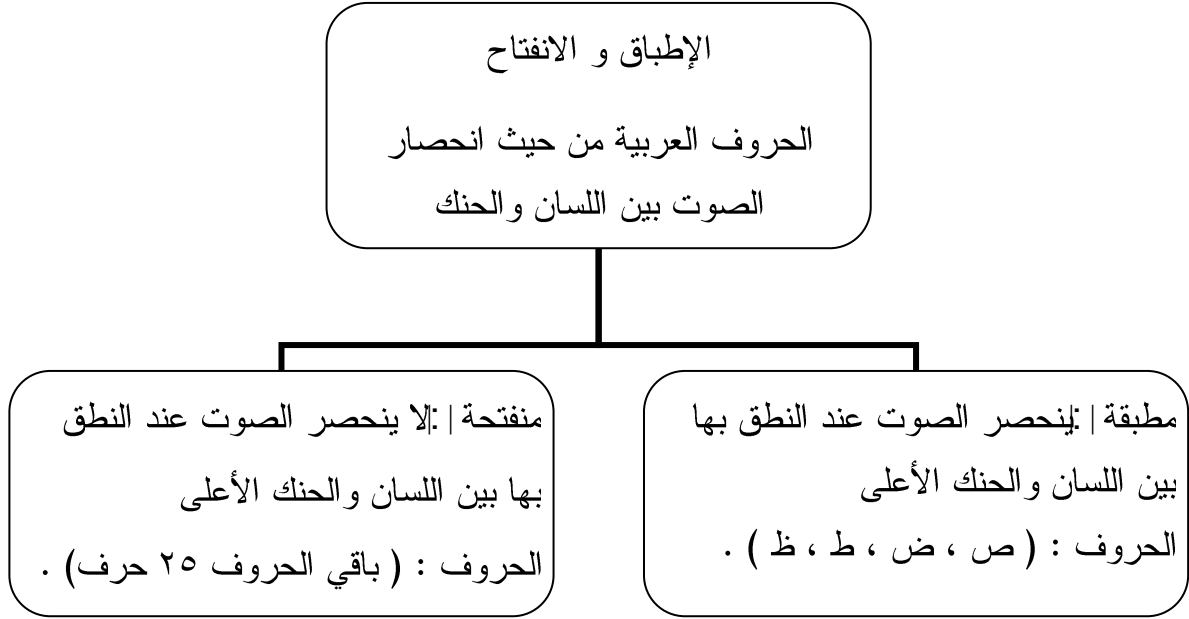 الإطباق و الانفتاح
الحروف العربية من حيث انحصار
الصوت بين اللسان والحنك
مطبقة |:ينحصر الصوت عند النطق بها
بين اللسان والحنك الأعلى
الحروف : ( ص ، ض ، ط ، ظ ) .
منفتحة |:لا ينحصر الصوت عند النطق
بها بين اللسان والحنك الأعلى
الحروف : ( باقي الحروف ٢٥ حرف) .